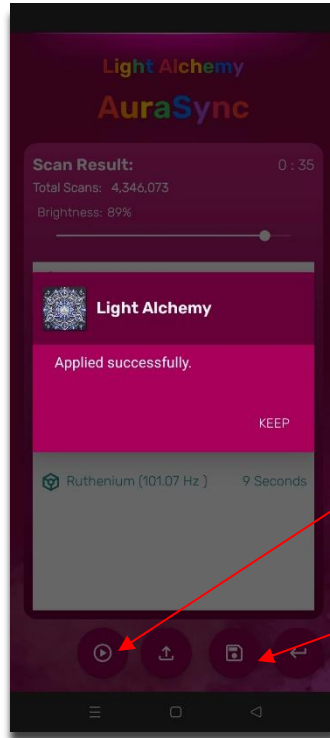 Light Alchemy
AuraSync
Scan Result: 0 : 35
Total Scans: 4,346,073
Brightness: 89%
Light Alchemy
Applied successfully.
KEEP
Ruthenium (101.07 Hz ) 9 Seconds